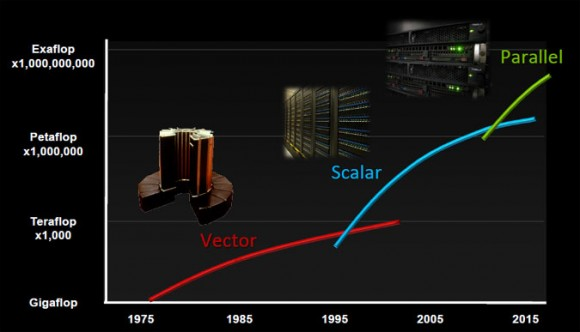 Exaflop
x1,000,000,000
Parallel
Petaflop
x1,000,000
Scalar
Teraflop
x1,000
Vector
Gigaflop
1975 1985 1995 2005 2015